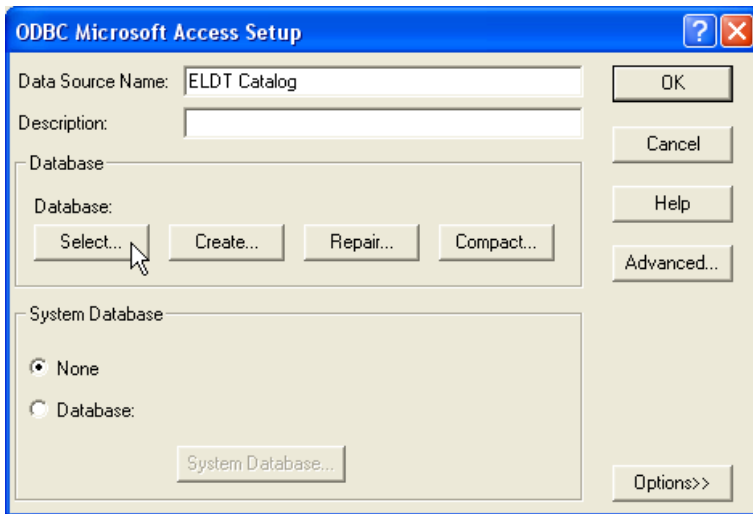 ODBC Microsoft Access Setup
Data Source Name: ELDT Catalog
OK
Description:
Cancel
Database
Database:
Help
Select... Create... Repair... Compact...
Advanced...
System Database
None
Database:
System Database...
Options>>